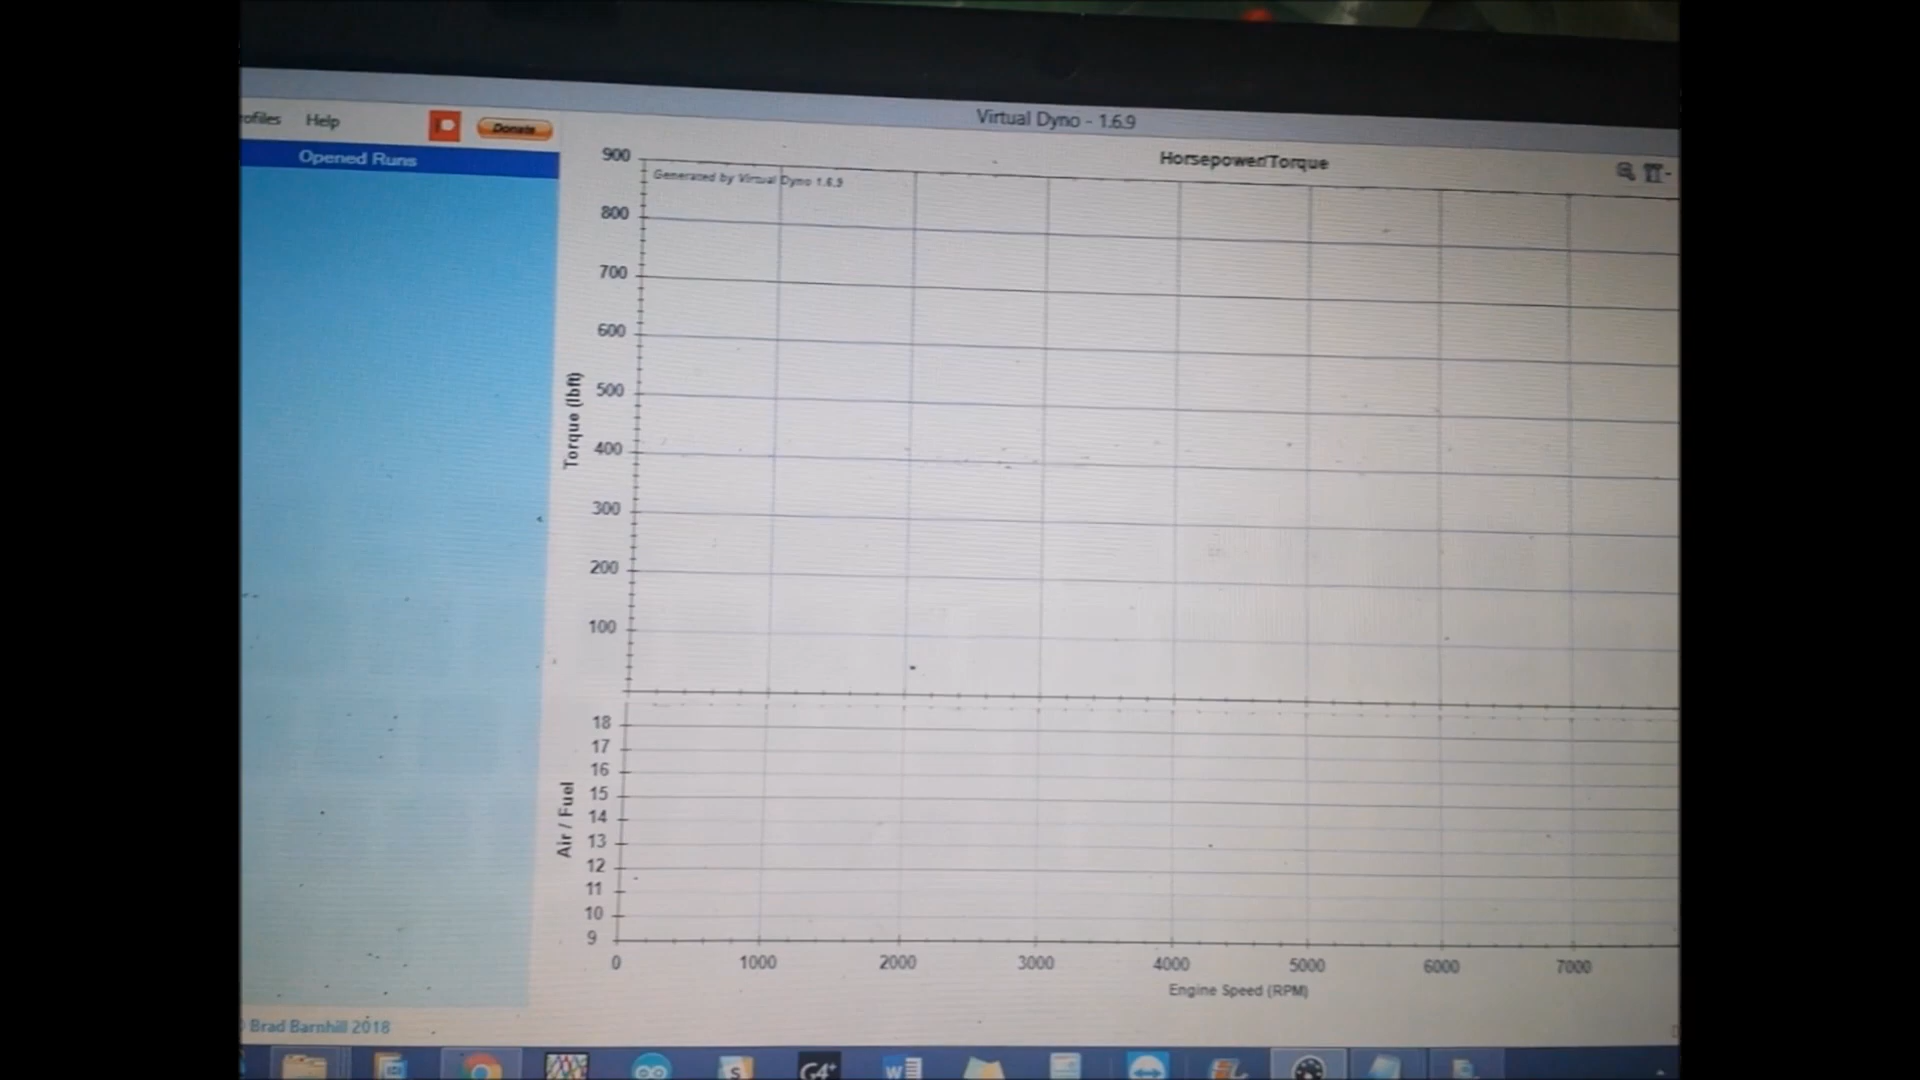 Virtual Dyno - 1.6.9
ofiles Help
Donate
Opened Runs
Horsepower/Torque
Generated by Virtual Dyno 1.6.9
900
800
700
600
500
400
300
200
100
Torque (lbft)
18
17
16
15
14
13
12
11
10
9
Air / Fuel
0 1000 2000 3000 4000 5000 6000 7000
Engine Speed (RPM)
Brad Barnhill 2018
S G4+ W